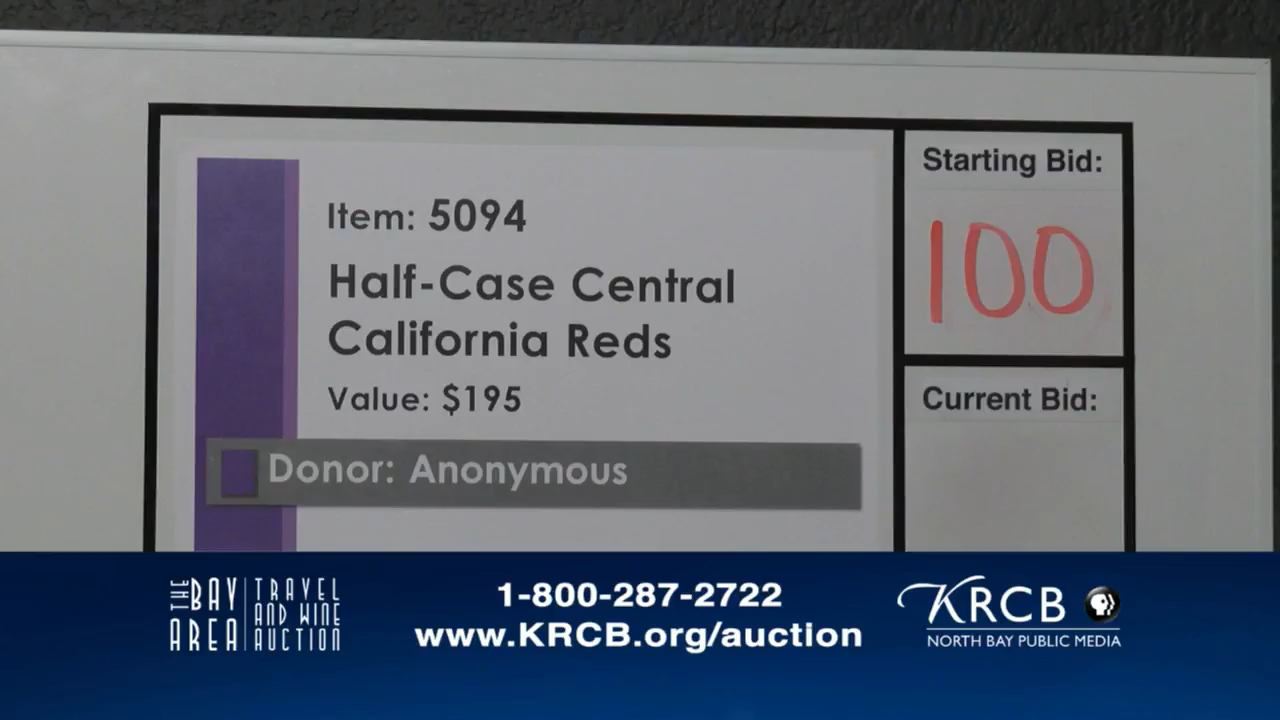 Item: 5094
Half-Case Central
California Reds
Value: $195
Donor: Anonymous
Starting Bid:
100
Current Bid:
THE BAY AREA
TRAVEL
AND WINE
AUCTION
1-800-287-2722
www.KRCB.org/auction
KRCB
NORTH BAY PUBLIC MEDIA